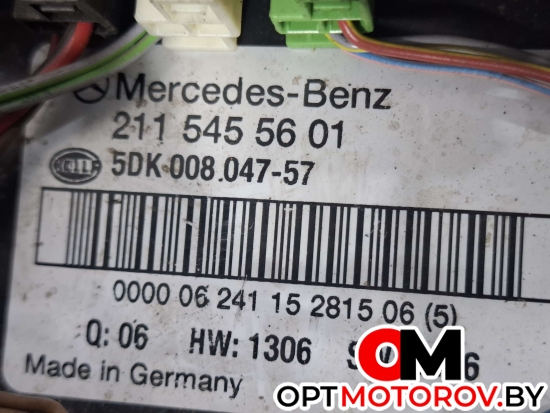 Mercedes-Benz
211 545 56 01
HELLA 5DK 008.047-57
0000 06 241 15 2815 06 (5)
Q: 06 HW: 1306
Made in Germany
OM
OPTMOTOROV.BY